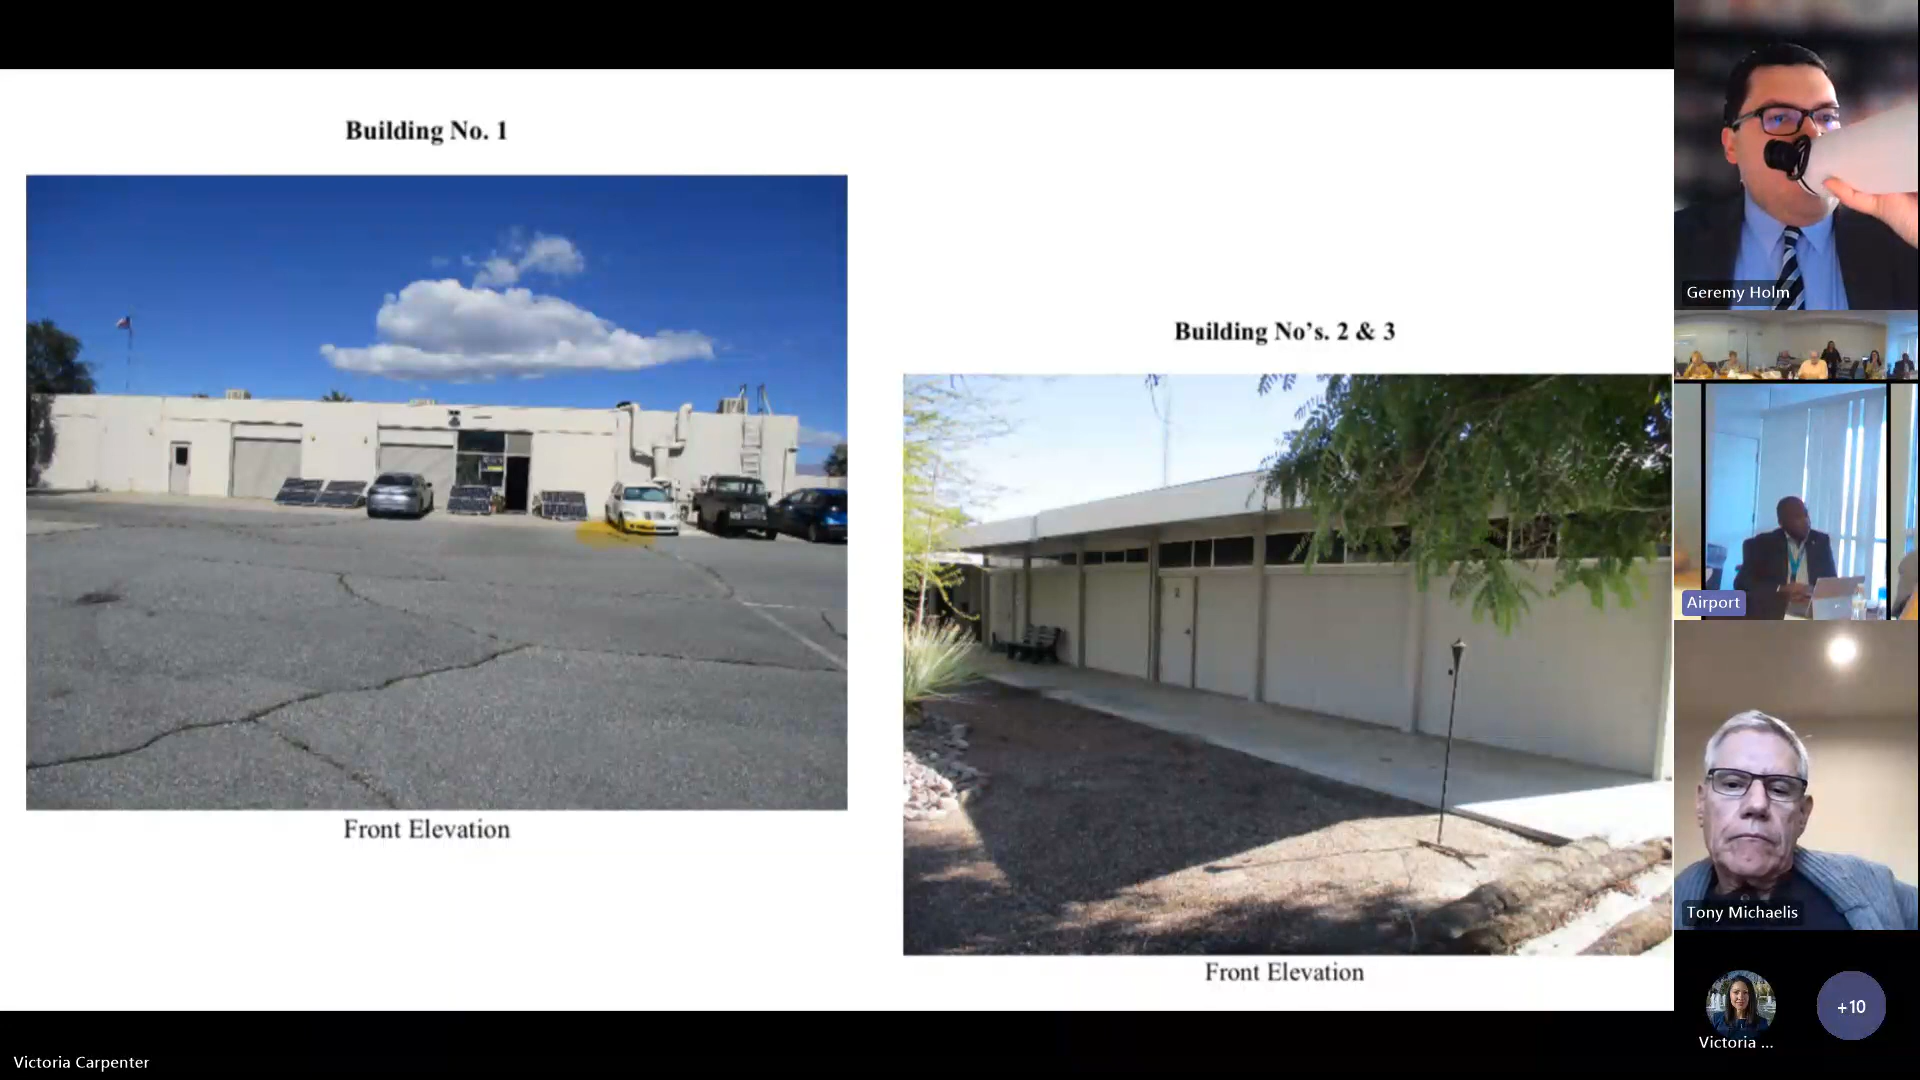 Building No. 1
Front Elevation
Building No's. 2 & 3
2
Front Elevation
Geremy Holm
Airport
Tony Michaelis
Victoria ...
+10
Victoria Carpenter